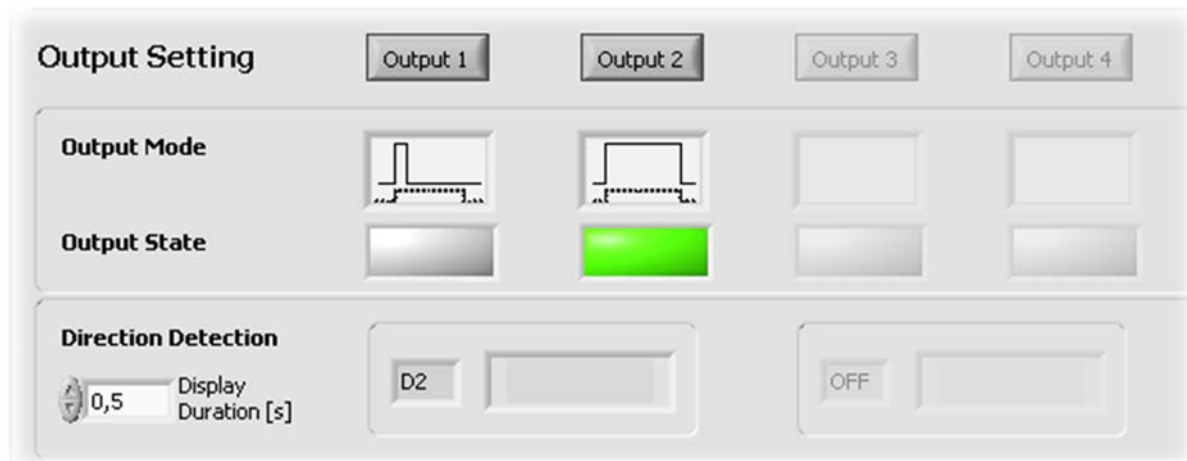 Output Setting
Output 1
Output 2
Output 3
Output 4
Output Mode
Output State
Direction Detection
0,5
Display
Duration [s]
D2
OFF